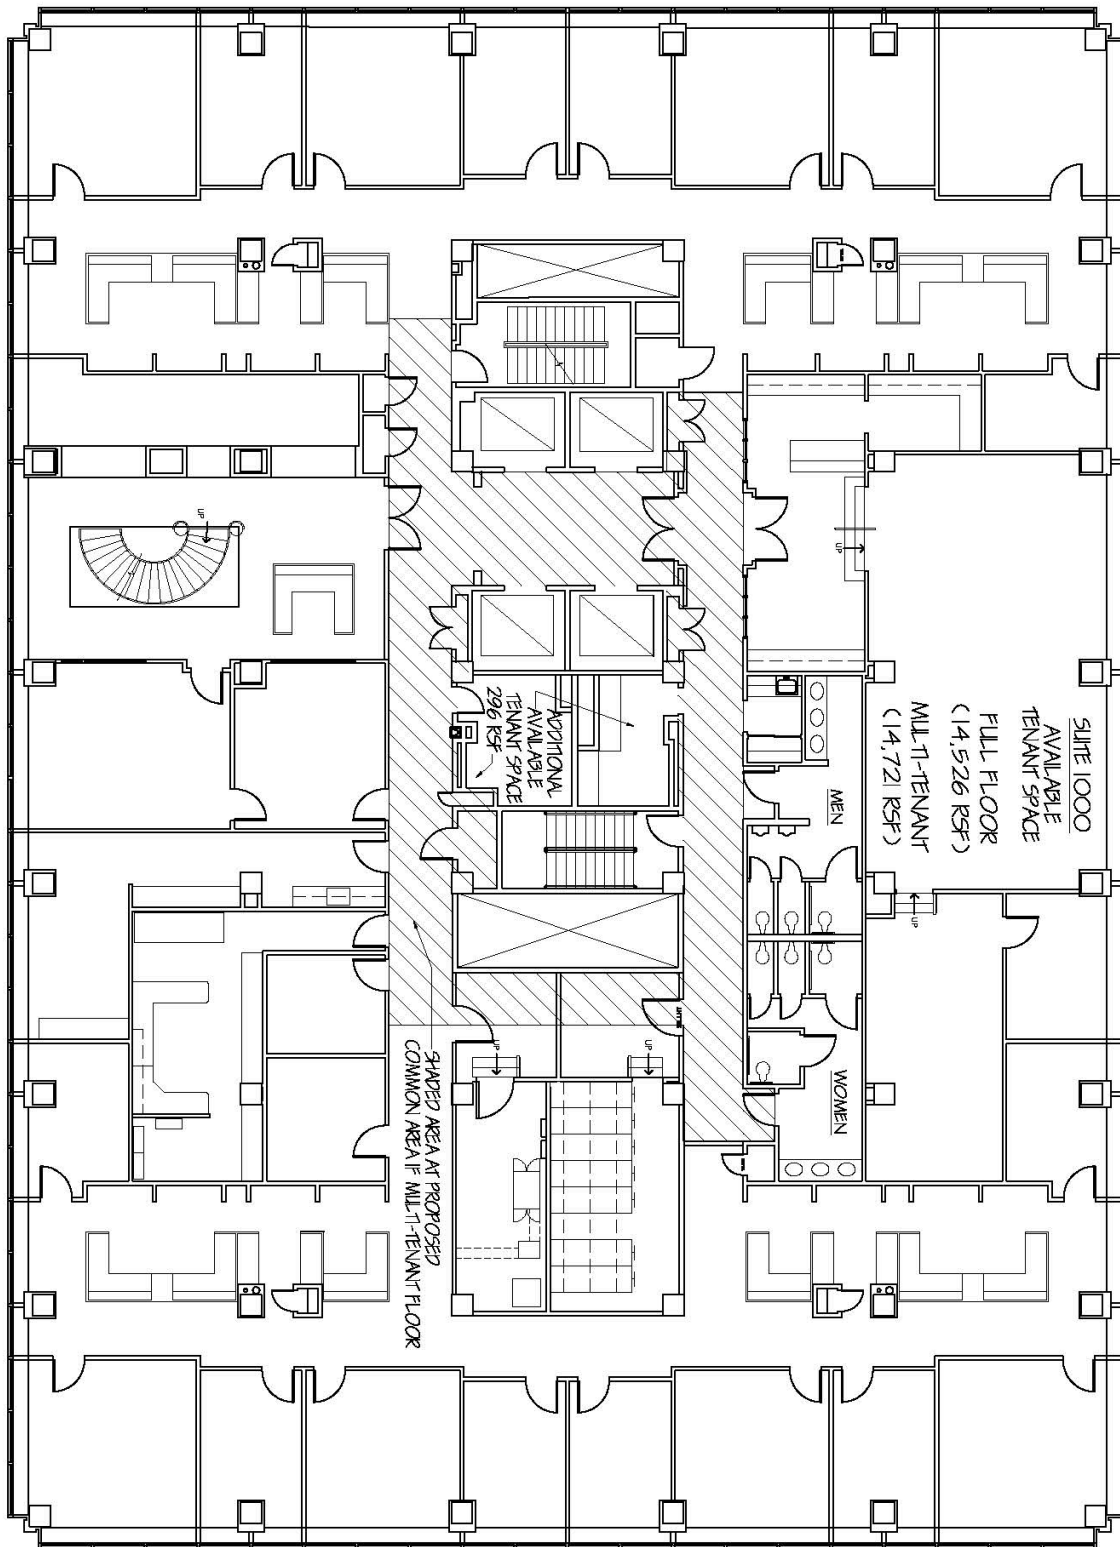 SUITE 1000
AVAILABLE
TENANT SPACE
FULL FLOOR
(14,526 RSF)
MULTI-TENANT
(14,721 RSF)
MEN
WOMEN
ADDITIONAL
AVAILABLE
TENANT SPACE
296 RSF
SHADED AREA AT PROPOSED
COMMON AREA IF MULTI-TENANT FLOOR
UP
UP
UP
UP
UP